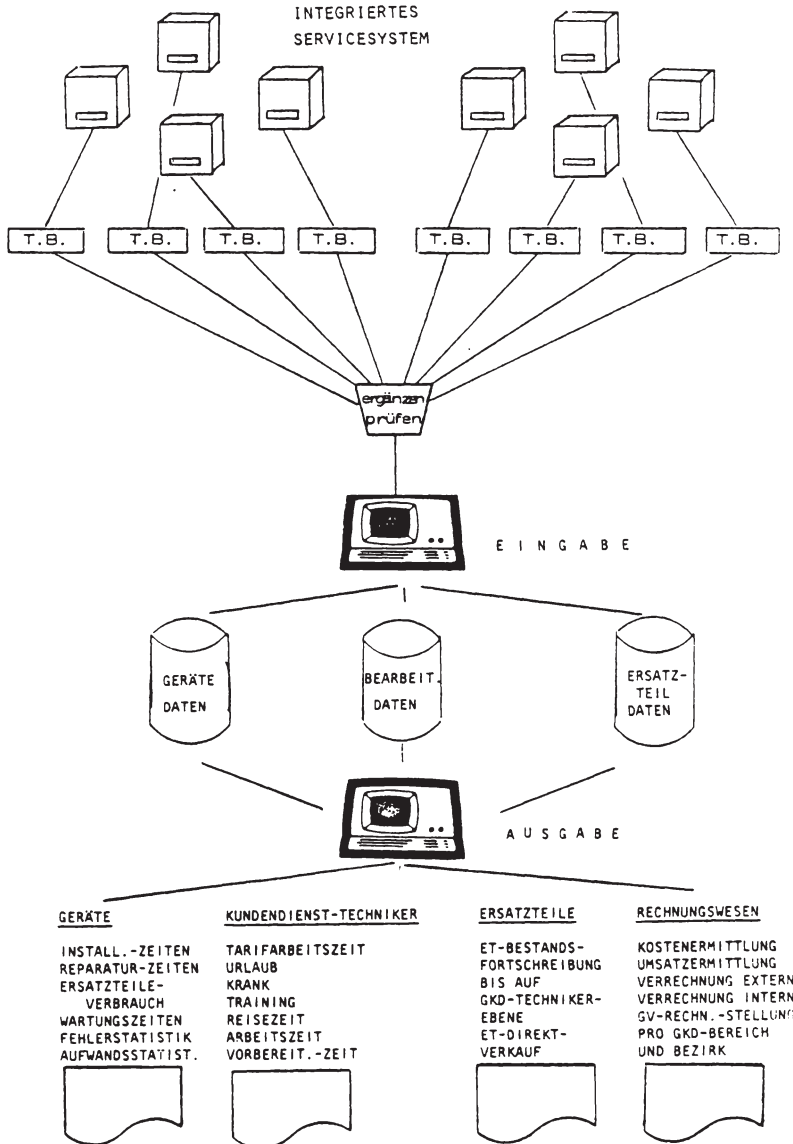 INTEGRIERTES
SERVICESYSTEM
T.B. T.B. T.B. T.B. T.B. T.B. T.B. T.B.
ergänzen
prüfen
EINGABE
GERÄTE
DATEN
BEARBEIT.
DATEN
ERSATZ-
TEIL
DATEN
AUSGABE
GERÄTE
INSTALL.-ZEITEN
REPARATUR-ZEITEN
ERSATZTEILE-
VERBRAUCH
WARTUNGSZEITEN
FEHLERSTATISTIK
AUFWANDSSTATIST.
KUNDENDIENST-TECHNIKER
TARIFARBEITSZEIT
URLAUB
KRANK
TRAINING
REISEZEIT
ARBEITSZEIT
VORBEREIT.-ZEIT
ERSATZTEILE
ET-BESTANDS-
FORTSCHREIBUNG
BIS AUF
GKD-TECHNIKER-
EBENE
ET-DIREKT-
VERKAUF
RECHNUNGSWESEN
KOSTENERMITTLUNG
UMSATZERMITTLUNG
VERRECHNUNG EXTERN
VERRECHNUNG INTERN
GV-RECHN.-STELLUNG
PRO GKD-BEREICH
UND BEZIRK